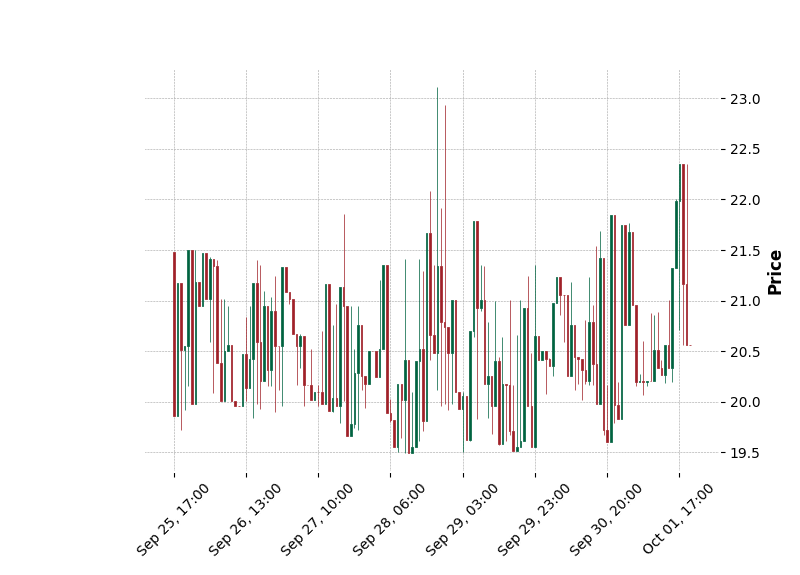 23.0
22.5
22.0
21.5
21.0
20.5
20.0
19.5
Price
Sep 25, 17:00
Sep 26, 13:00
Sep 27, 10:00
Sep 28, 06:00
Sep 29, 03:00
Sep 29, 23:00
Sep 30, 20:00
Oct 01, 17:00